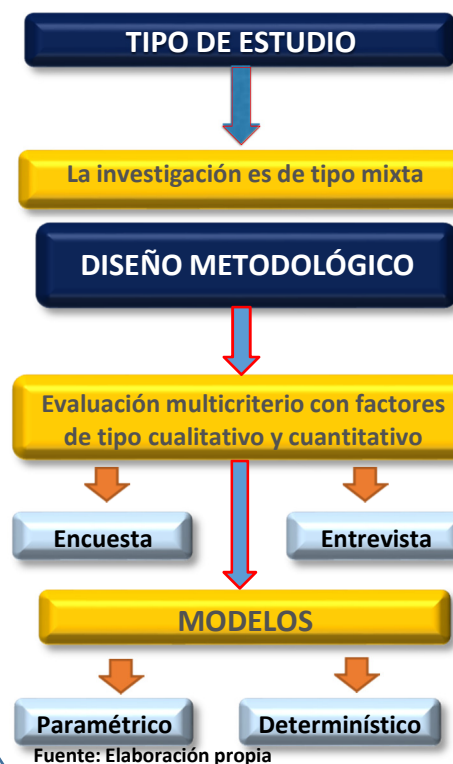 TIPO DE ESTUDIO
La investigación es de tipo mixta
DISEÑO METODOLÓGICO
Evaluación multicriterio con factores
de tipo cualitativo y cuantitativo
Encuesta
Entrevista
MODELOS
Paramétrico
Determinístico
Fuente: Elaboración propia